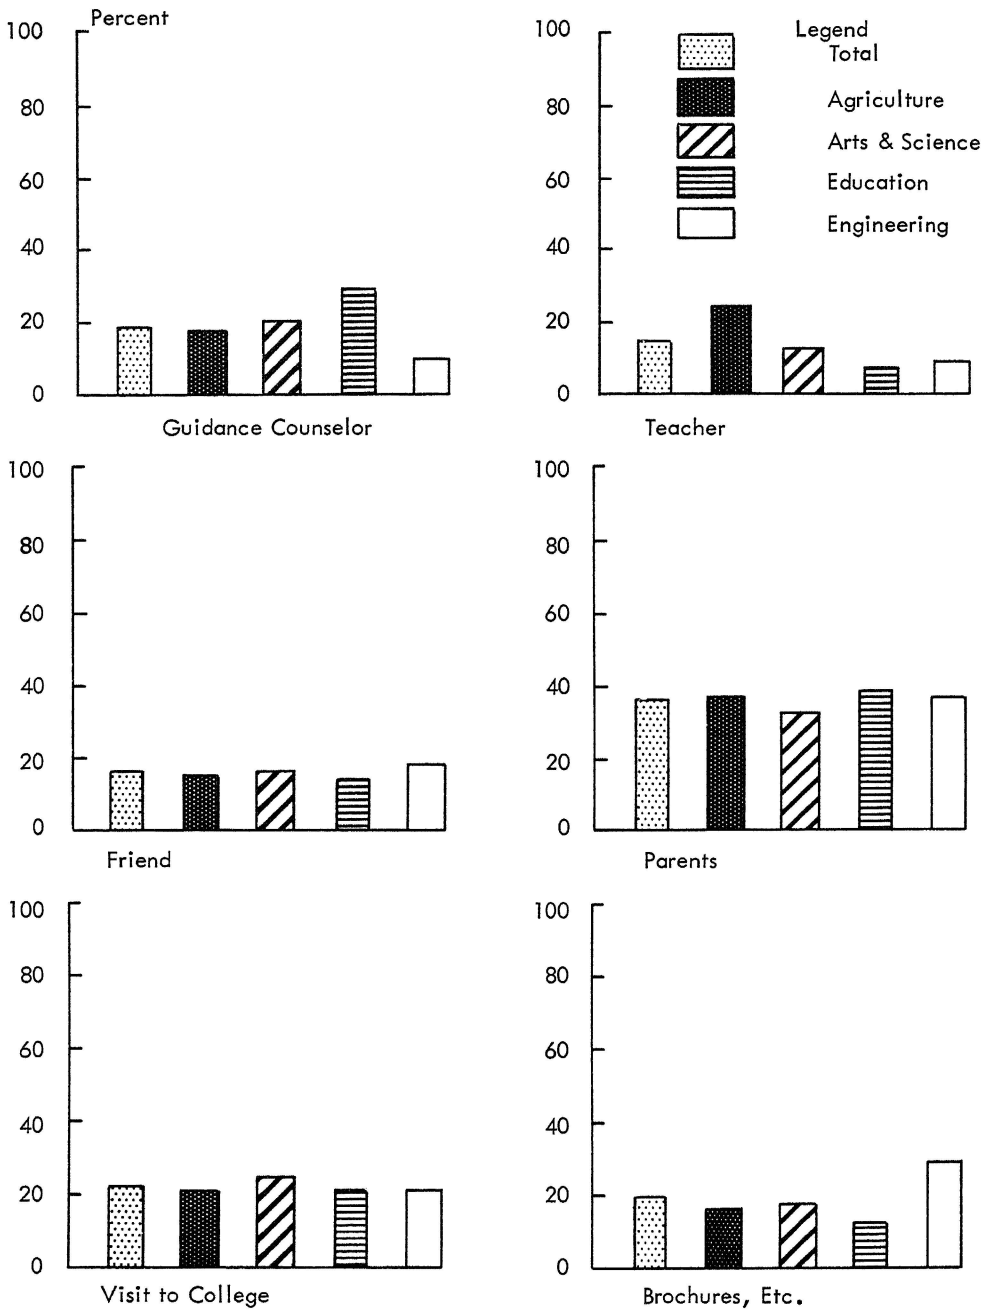 Percent
100
80
60
40
20
0
Guidance Counselor
100
80
60
40
20
0
Teacher
Legend
Total
Agriculture
Arts & Science
Education
Engineering
100
80
60
40
20
0
Friend
100
80
60
40
20
0
Parents
100
80
60
40
20
0
Visit to College
100
80
60
40
20
0
Brochures, Etc.